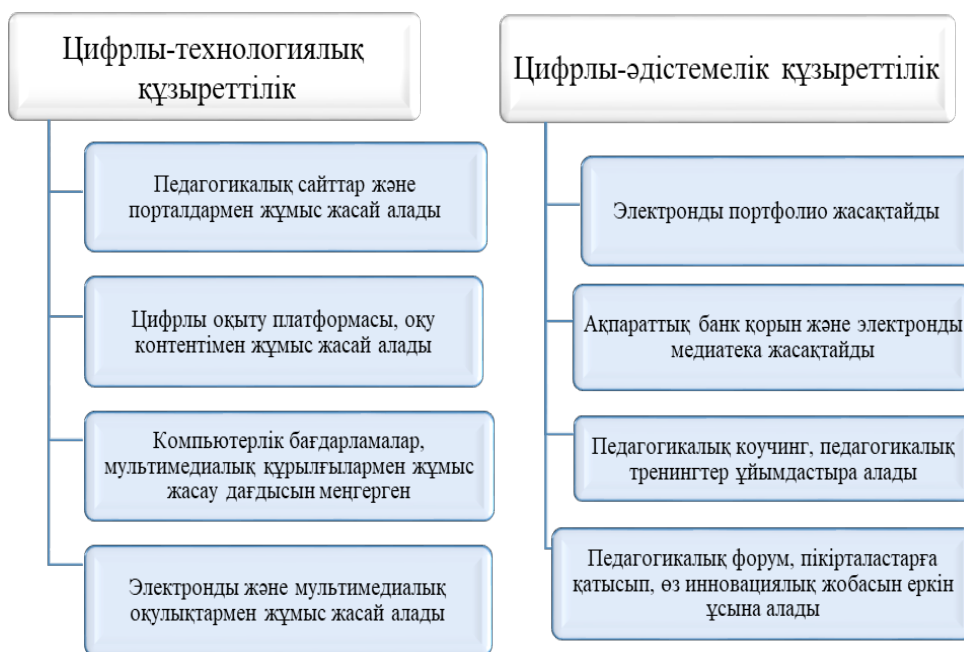 Цифрлы-технологиялық
құзыреттілік
Педагогикалық сайттар және
порталдармен жұмыс жасай алады
Цифрлы оқыту платформасы, оқу
контентімен жұмыс жасай алады
Компьютерлік бағдарламалар,
мультимедиалық құрылғылармен жұмыс
жасау дағдысын меңгерген
Электронды және мультимедиалық
оқулықтармен жұмыс жасай алады
Цифрлы-әдістемелік құзыреттілік
Электронды портфолио жасақтайды
Ақпараттық банк қорын және электронды
медиатека жасақтайды
Педагогикалық коучинг, педагогикалық
тренингтер ұйымдастыра алады
Педагогикалық форум, пікірталастарға
қатысып, өз инновациялық жобасын еркін
ұсына алады